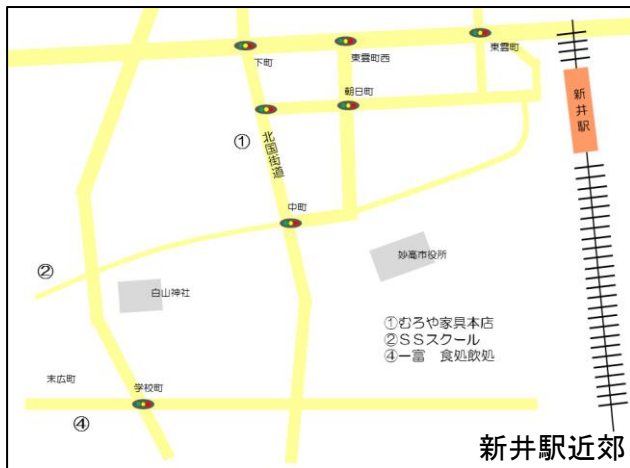 下町
東雲町西
東雲町
朝日町
新井駅
①
北国街道
中町
②
妙高市役所
白山神社
①むろや家具本店
②SSスクール
④一富　食処飲処
末広町
学校町
④
新井駅近郊